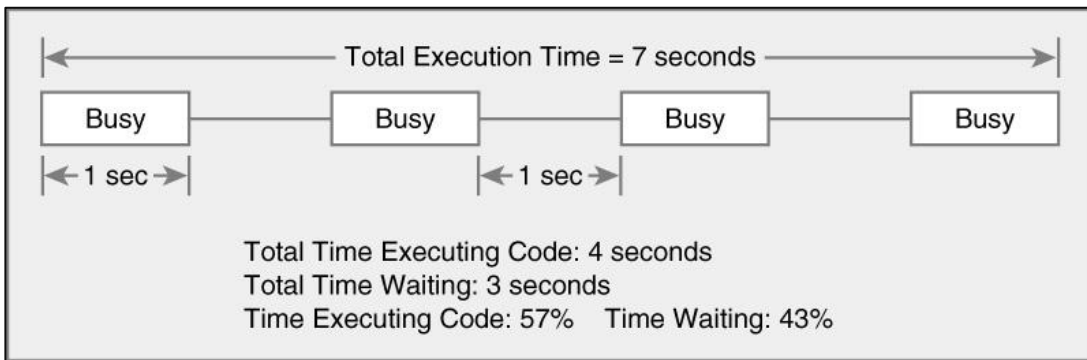 Total Execution Time = 7 seconds
Busy Busy Busy Busy
1 sec 1 sec
Total Time Executing Code: 4 seconds
Total Time Waiting: 3 seconds
Time Executing Code: 57% Time Waiting: 43%